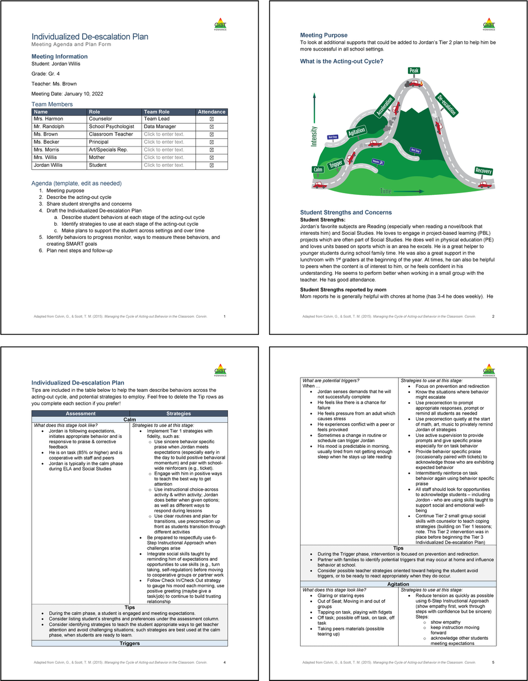 Individualized De-escalation Plan
Meeting Agenda and Plan Form
Meeting Information
Student: Jordan Willis
Grade: Gr. 4
Teacher: Ms. Brown
Meeting Date: January 10, 2022
Team Members
Name Role Team Role Attendance
Mrs. Harmon Counselor Team Lead ☒
Mr. Randolph School Psychologist Data Manager ☒
Ms. Brown Classroom Teacher Click to enter text. ☒
Ms. Becker Principal Click to enter text. ☒
Mrs. Morris Art/Specials Rep. Click to enter text. ☒
Mrs. Willis Mother Click to enter text. ☒
Jordan Willis Student Click to enter text. ☒
Agenda (template, edit as needed)
1. Meeting purpose
2. Describe the acting-out cycle
3. Share student strengths and concerns
4. Draft the Individualized De-escalation Plan
a. Describe student behaviors at each stage of the acting-out cycle
b. Identify strategies to use at each stage of the acting-out cycle
c. Make plans to support the student across settings and over time
5. Identify behaviors to progress monitor, ways to measure these behaviors, and
creating SMART goals
6. Plan next steps and follow-up
Adapted from Colvin, G., & Scott, T. M. (2015). Managing the Cycle of Acting-out Behavior in the Classroom. Corwin. 1
Meeting Purpose
To look at additional supports that could be added to Jordan's Tier 2 plan to help him be
more successful in all school settings.
What is the Acting-out Cycle?
Peak
Acceleration
De-escalation
Agitation
Trigger
Calm
Recovery
Intensity
Time
Student Strengths and Concerns
Student Strengths:
Jordan's favorite subjects are Reading (especially when reading a novel/book that
interests him) and Social Studies. He loves to engage in project-based learning (PBL)
projects which are often part of Social Studies. He does well in physical education (PE)
and loves units based on sports which is an area he excels. He is a great helper to
younger students during school family time. He was also a great support in the
lunchroom with 1st graders at the beginning of the year. At times, he can also be helpful
to peers when the content is of interest to him, or he feels confident in his
understanding. He seems to perform better when working in a small group with the
teacher. He has good attendance.
Student Strengths reported by mom
Mom reports he is generally helpful with chores at home (has 3-4 he does weekly). He
Adapted from Colvin, G., & Scott, T. M. (2015). Managing the Cycle of Acting-out Behavior in the Classroom. Corwin. 2
Individualized De-escalation Plan
Tips are included in the table below to help the team describe behaviors across the
acting-out cycle, and potential strategies to employ. Feel free to delete the Tip rows as
you complete each section if you prefer!
Assessment Strategies
Calm
What does this stage look like?
• Jordan is following expectations,
initiates appropriate behavior and is
responsive to praise & corrective
feedback
• He is on task (85% or higher) and is
cooperative with staff and peers
• Jordan is typically in the calm phase
during ELA and Social Studies
Strategies to use at this stage:
• Implement Tier 1 strategies with
fidelity, such as:
o Use sincere behavior specific
praise when Jordan meets
expectations (especially early in
the day to build positive behavioral
momentum) and pair with school-
wide reinforcers (e.g., ticket).
o Engage with him in positive ways
to teach the best way to get
attention
o Use instructional choice-across
activity & within activity; Jordan
does better when given options;
as well as different ways to
respond during lessons
o Use clear routines and plan for
transitions, use precorrection up
front as students transition through
different activities
• Be prepared to respectfully use 6-
Step Instructional Approach when
challenges arise
• Integrate social skills taught by
reminding him of expectations and
opportunities to use skills (e.g., turn
taking, self-regulation) before moving
to cooperative groups or partner work
• Follow Check In/Check Out strategy
to gauge his mood each morning; use
positive greeting (maybe give a
task/choice) to continue to build trusting
relationship
Tips
• During the calm phase, a student is engaged and meeting expectations.
• Consider listing student's strengths and preferences under the assessment column.
• Consider identifying strategies to teach the student appropriate ways to get teacher
attention and avoid challenging situations, such strategies are best used at the calm
phase, when students are ready to learn.
Triggers
Adapted from Colvin, G., & Scott, T. M. (2015). Managing the Cycle of Acting-out Behavior in the Classroom. Corwin. 4
What are potential triggers?
When ...
• Jordan senses demands that he will
not successfully complete
• He feels like there is a chance for
failure
• He feels pressure from an adult which
causes stress
• He experiences conflict with a peer or
feels provoked
• Sometimes a change in routine or
schedule can trigger Jordan
• His mood is predictable in morning,
usually tired from not getting enough
sleep when he stays up late reading
Strategies to use at this stage:
• Focus on prevention and redirection
• Know the situations where behavior
might escalate
• Use precorrection to prompt
appropriate responses, prompt or
remind all students as needed
• Use precorrection quietly at the start
of math, art, music to privately remind
Jordan of strategies
• Use active supervision to provide
prompts and give specific praise
especially for on-task behavior
• Provide behavior specific praise
(occasionally paired with tickets) to
acknowledge those who are exhibiting
expected behavior
• Intermittently reinforce on-task
behavior again using behavior specific
praise
• All staff should look for opportunities
to acknowledge students – including
Jordan - who are using skills taught to
support social and emotional well-
being
• Continue Tier 2 small group social
skills with counselor to teach coping
strategies (building on Tier 1 lessons;
note: This Tier 2 intervention was in
place before beginning the Tier 3
Individualized De-escalation Plan)
Tips
• During the Trigger phase, intervention is focused on prevention and redirection.
• Partner with families to identify potential triggers that may occur at home and influence
behavior at school.
• Consider possible teacher strategies oriented toward helping the student avoid
triggers, or to be ready to react appropriately when they do occur.
Agitation
What does this stage look like?
• Glaring or staring eyes
• Out of Seat: Moving in and out of
groups
• Tapping on task, playing with fidgets
• Off task, possible off task, on task, off
task
• Taking peers materials (possible
tearing up)
Strategies to use at this stage:
• Reduce tension as quickly as possible
using 6-Step Instructional Approach
(show empathy first, work through
steps with confidence but be sincere)
Steps:
o show empathy
o keep instruction moving
forward
o acknowledge other students
meeting expectations
Adapted from Colvin, G., & Scott, T. M. (2015). Managing the Cycle of Acting-out Behavior in the Classroom. Corwin. 5